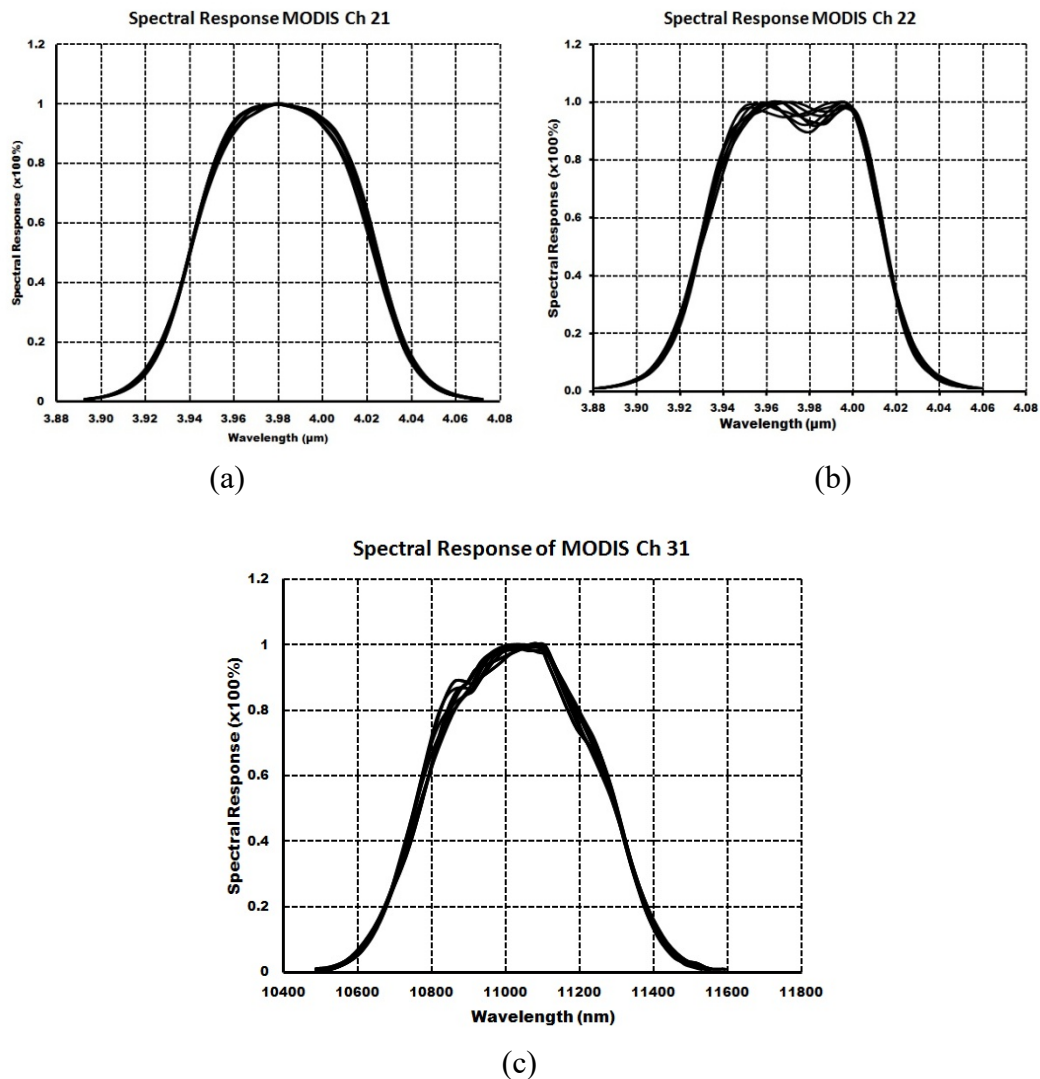 Spectral Response MODIS Ch 21
Spectral Response (x100%)
1.2
1
0.8
0.6
0.4
0.2
0
3.88 3.90 3.92 3.94 3.96 3.98 4.00 4.02 4.04 4.06 4.08
Wavelength (µm)
(a)
Spectral Response MODIS Ch 22
Spectral Response (x100%)
1.2
1.0
0.8
0.6
0.4
0.2
0.0
3.88 3.90 3.92 3.94 3.96 3.98 4.00 4.02 4.04 4.06 4.08
Wavelength (µm)
(b)
Spectral Response of MODIS Ch 31
Spectral Response (x100%)
1.2
1
0.8
0.6
0.4
0.2
0
10400 10600 10800 11000 11200 11400 11600 11800
Wavelength (nm)
(c)